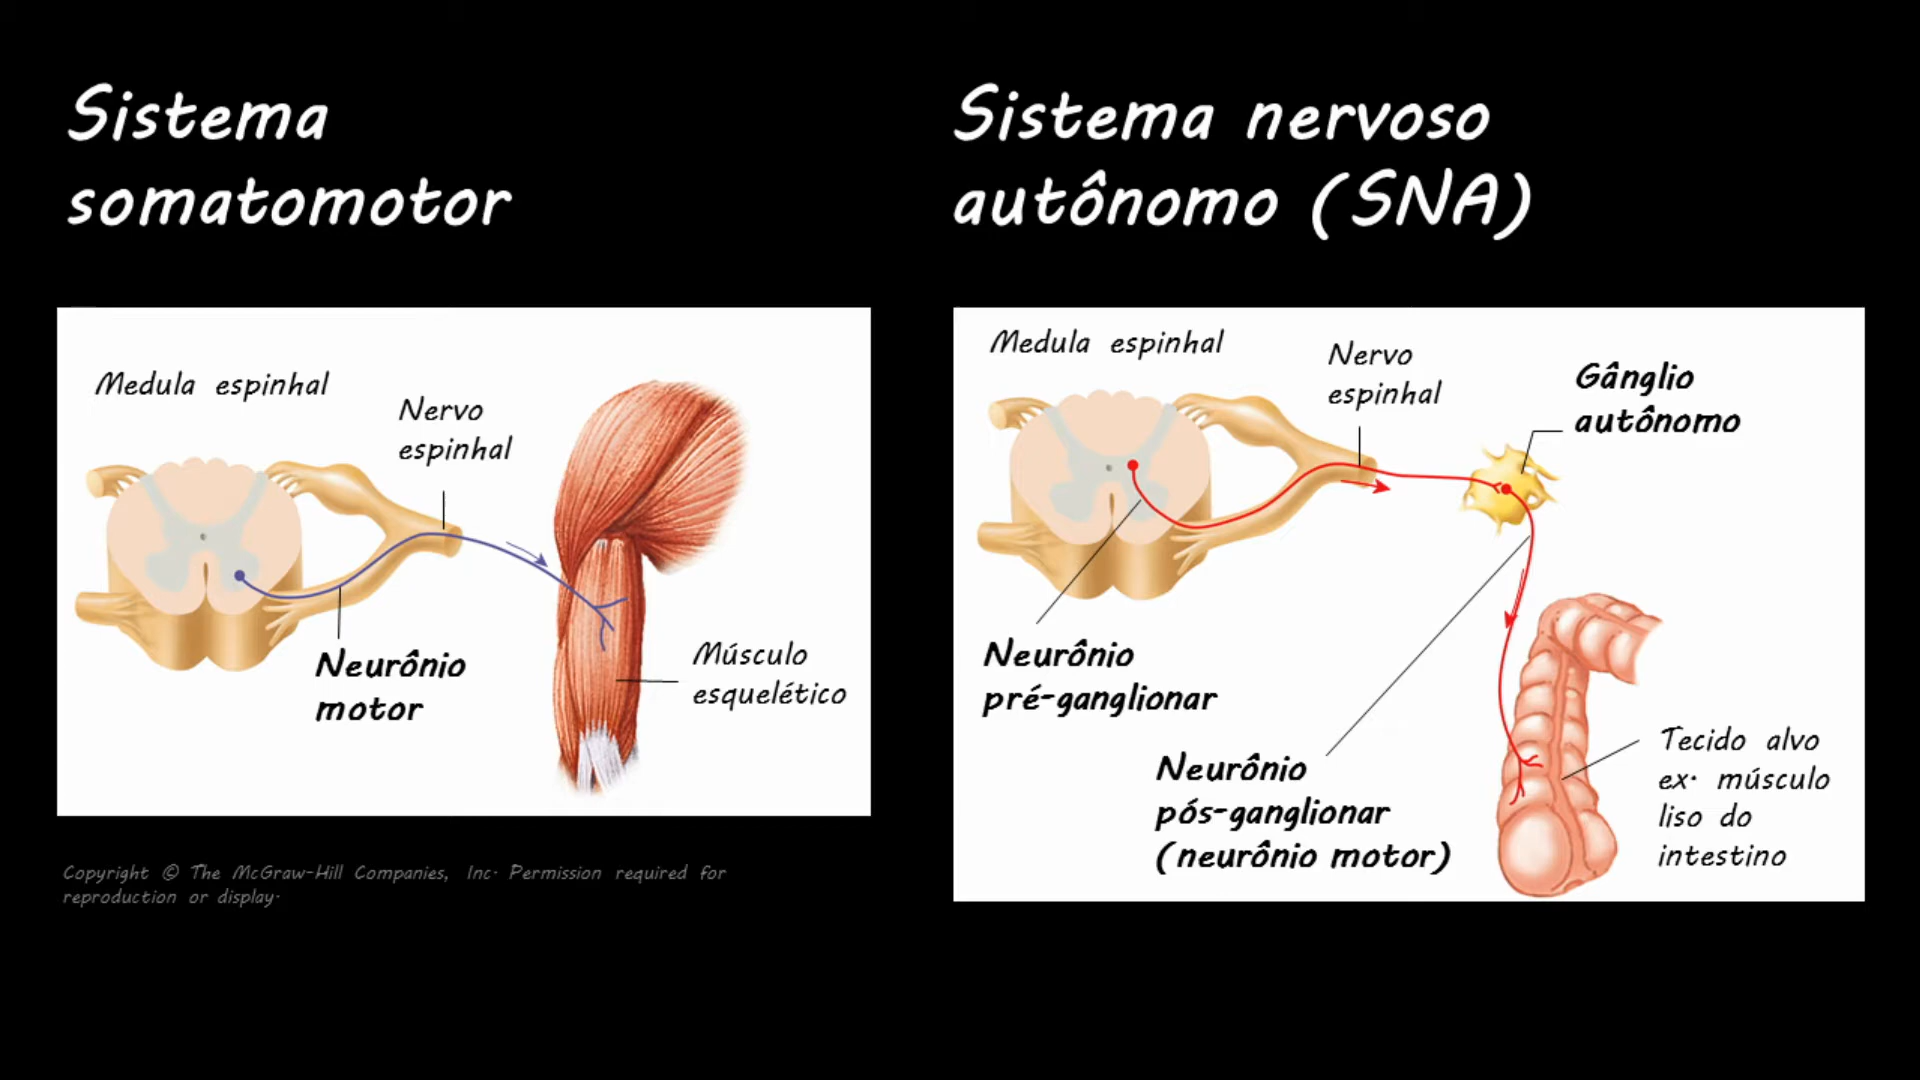 Sistema
somatomotor
Medula espinhal
Nervo
espinhal
Neurônio
motor
Músculo
esquelético
Copyright © The McGraw-Hill Companies, Inc. Permission required for
reproduction or display.
Sistema nervoso
autônomo (SNA)
Medula espinhal
Nervo
espinhal
Gânglio
autônomo
Neurônio
pré-ganglionar
Neurônio
pós-ganglionar
(neurônio motor)
Tecido alvo
ex. músculo
liso do
intestino